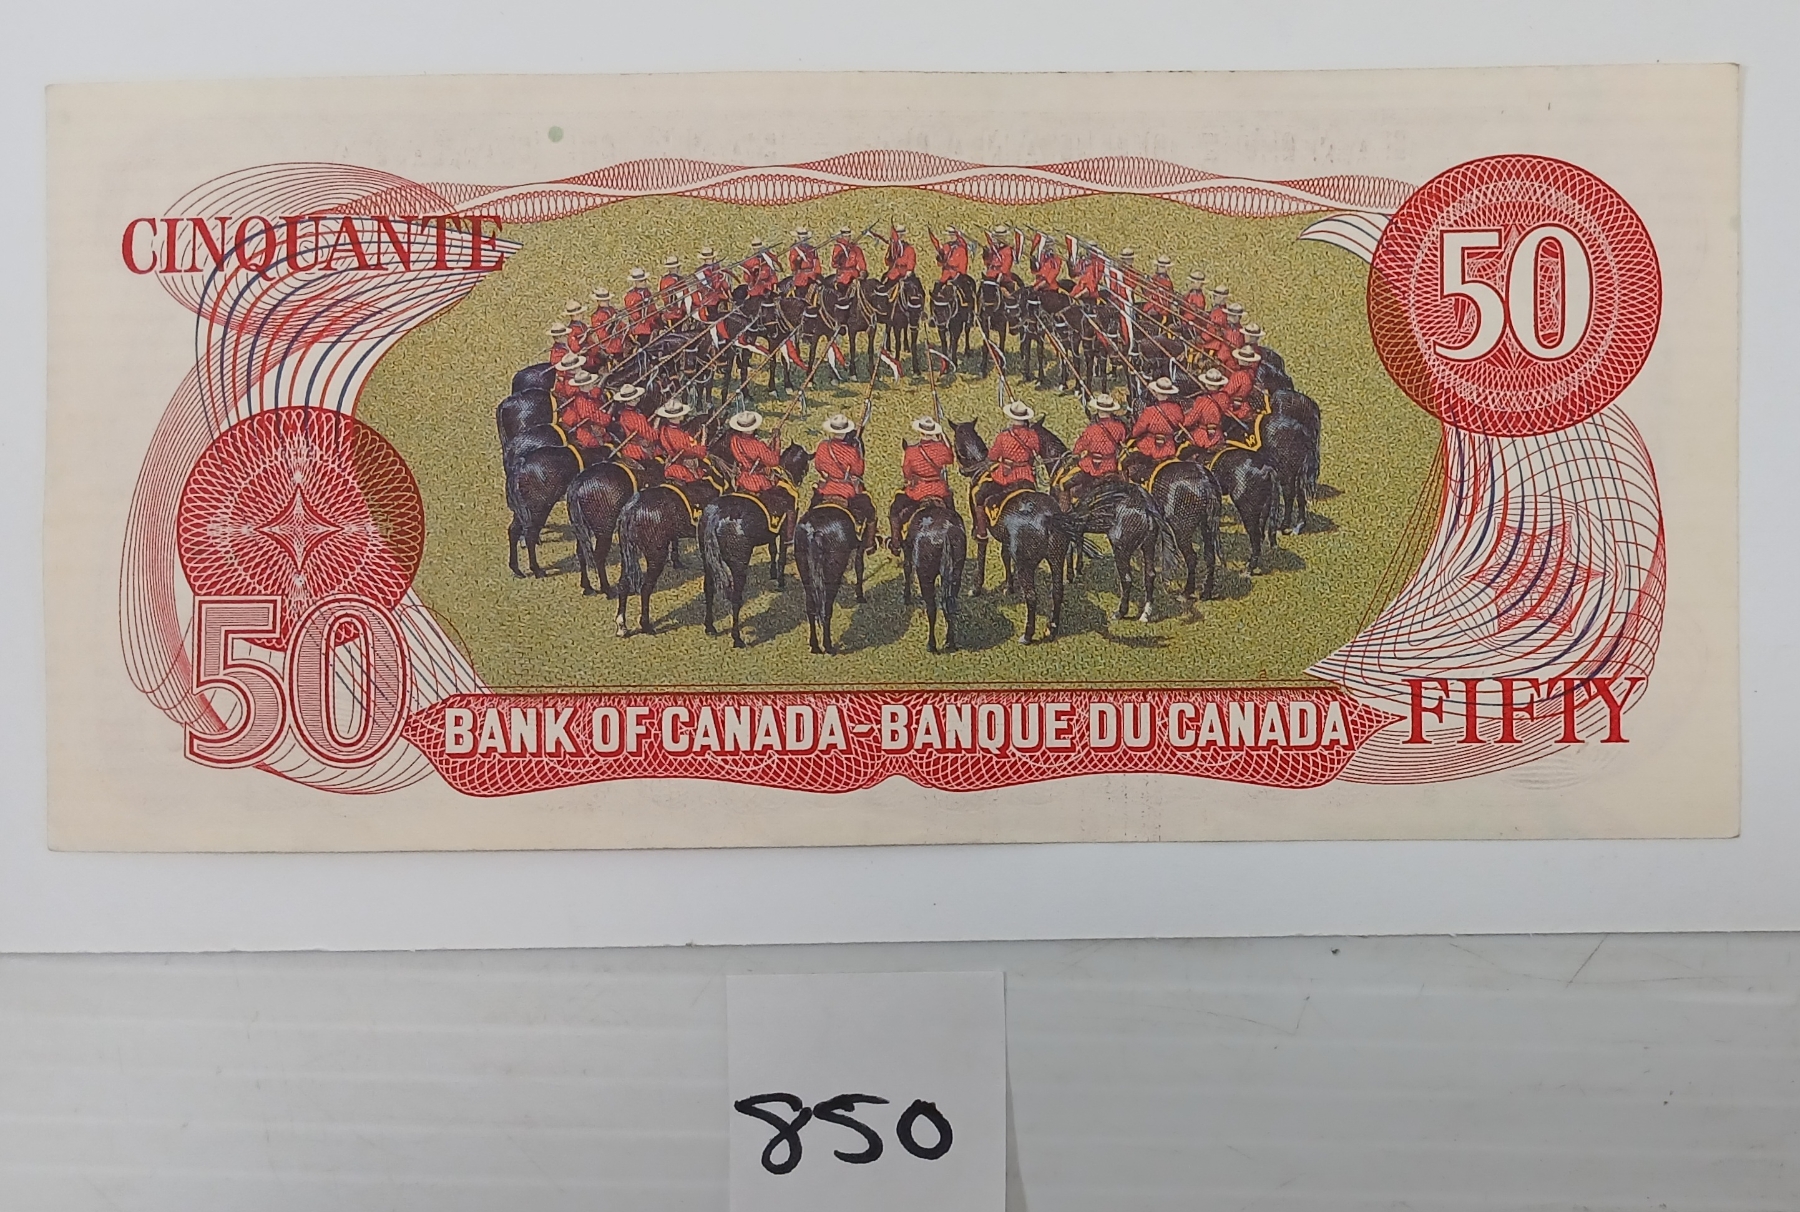 CINQUANTE
50
50
BANK OF CANADA-BANQUE DU CANADA
FIFTY
850